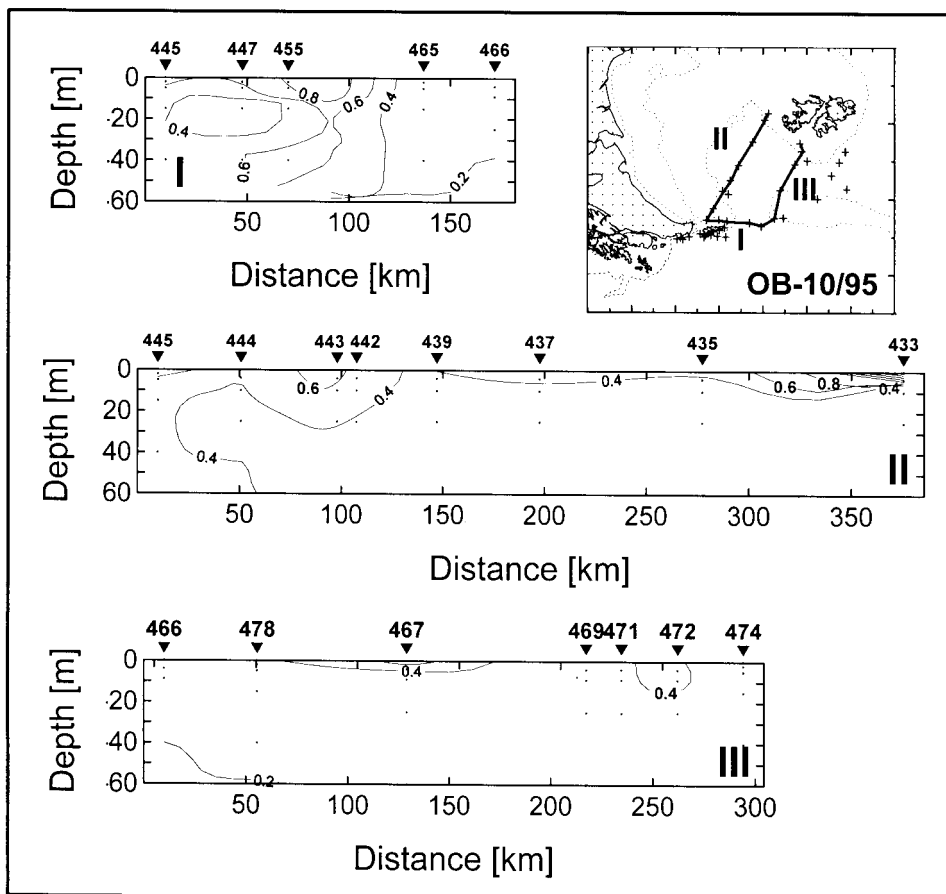 445 447 455 465 466
Depth [m]
0
20
40
60
0.8
0.6
0.4
0.4
0.6
0.2
I
50 100 150
Distance [km]
II
III
I
OB-10/95
445 444 443 442 439 437 435 433
Depth [m]
0
20
40
60
0.6
0.4
0.4
0.6
0.8
0.4
0.4
II
50 100 150 200 250 300 350
Distance [km]
466 478 467 469 471 472 474
Depth [m]
0
20
40
60
0.4
0.4
0.2
III
50 100 150 200 250 300
Distance [km]